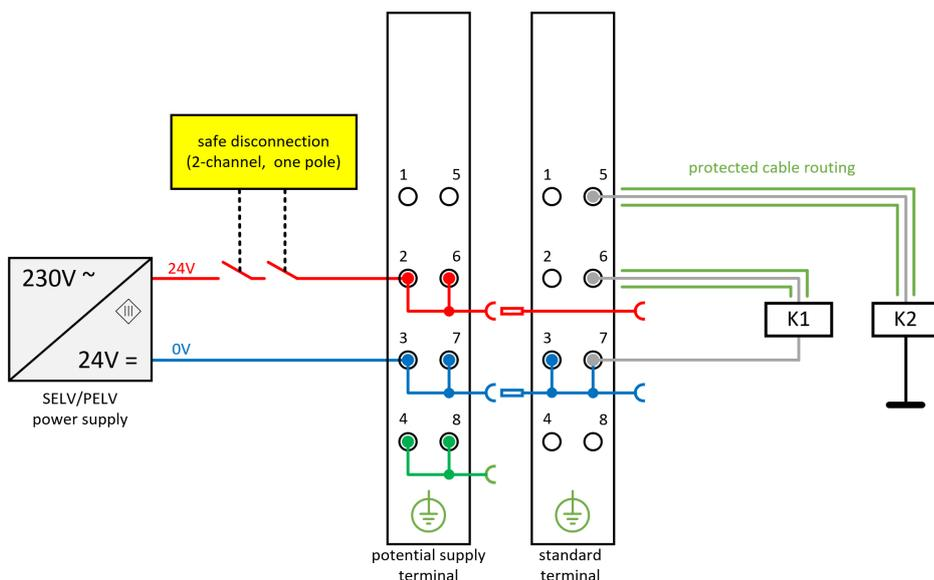 safe disconnection
(2-channel, one pole)
230V ~
III
24V =
SELV/PELV
power supply
24V
0V
1 5
2 6
3 7
4 8
potential supply
terminal
1 5
2 6
3 7
4 8
standard
terminal
protected cable routing
K1
K2